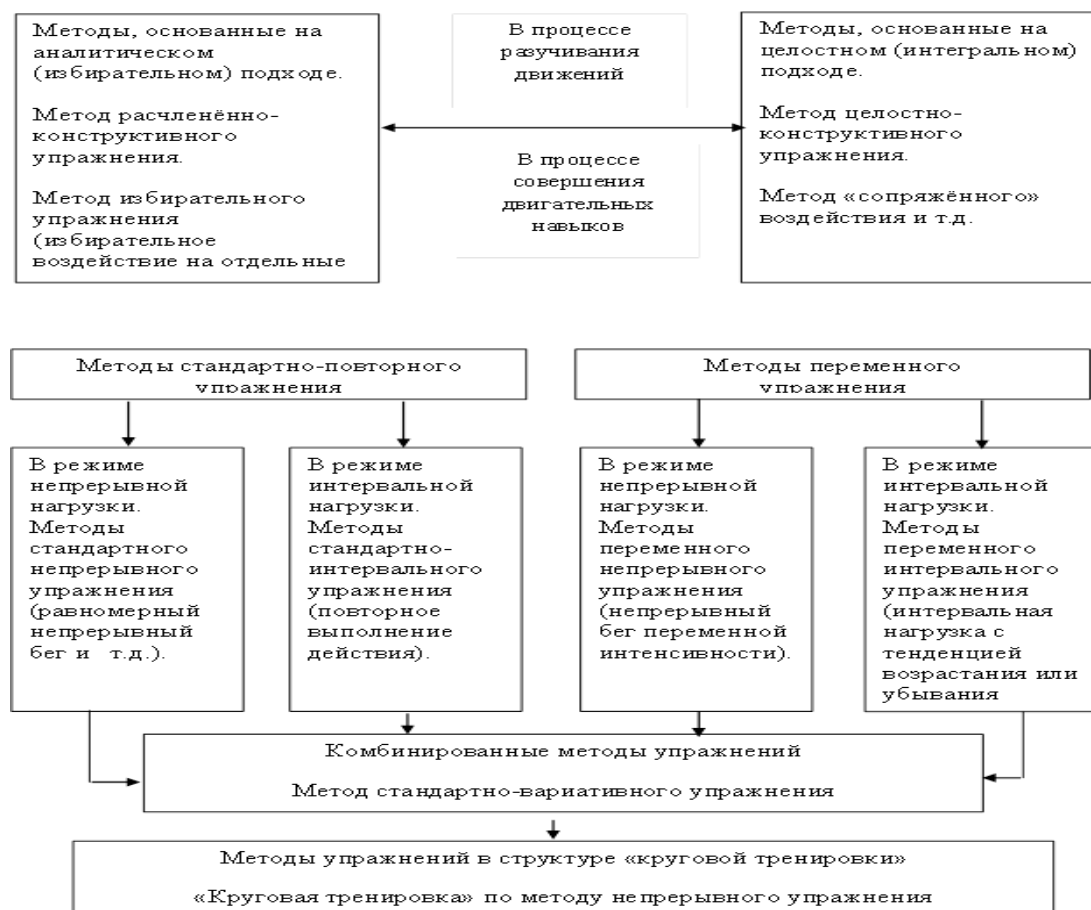 Методы, основанные на
аналитическом
(избирательном) подходе.
Метод расчленённо-
конструктивного
упражнения.
Метод избирательного
упражнения
(избирательное
воздействие на отдельные
В процессе
разучивания
движений
В процессе
совершения
двигательных
навыков
Методы, основанные на
целостном (интегральном)
подходе.
Метод целостно-
конструктивного
упражнения.
Метод «сопряжённого»
воздействия и т.д.
Методы стандартно-повторного
упражнения
Методы переменного
упражнения
В режиме
непрерывной
нагрузки.
Методы
стандартного
непрерывного
упражнения
(равномерный
непрерывный
бег и т.д.).
В режиме
интервальной
нагрузки.
Методы
стандартно-
интервального
упражнения
(повторное
выполнение
действия).
В режиме
непрерывной
нагрузки.
Методы
переменного
непрерывного
упражнения
(непрерывный
бег переменной
интенсивности).
В режиме
интервальной
нагрузки.
Методы
переменного
интервального
упражнения
(интервальная
нагрузка с
тенденцией
возрастания или
убывания
Комбинированные методы упражнений
Метод стандартно-вариативного упражнения
Методы упражнений в структуре «круговой тренировки»
«Круговая тренировка» по методу непрерывного упражнения